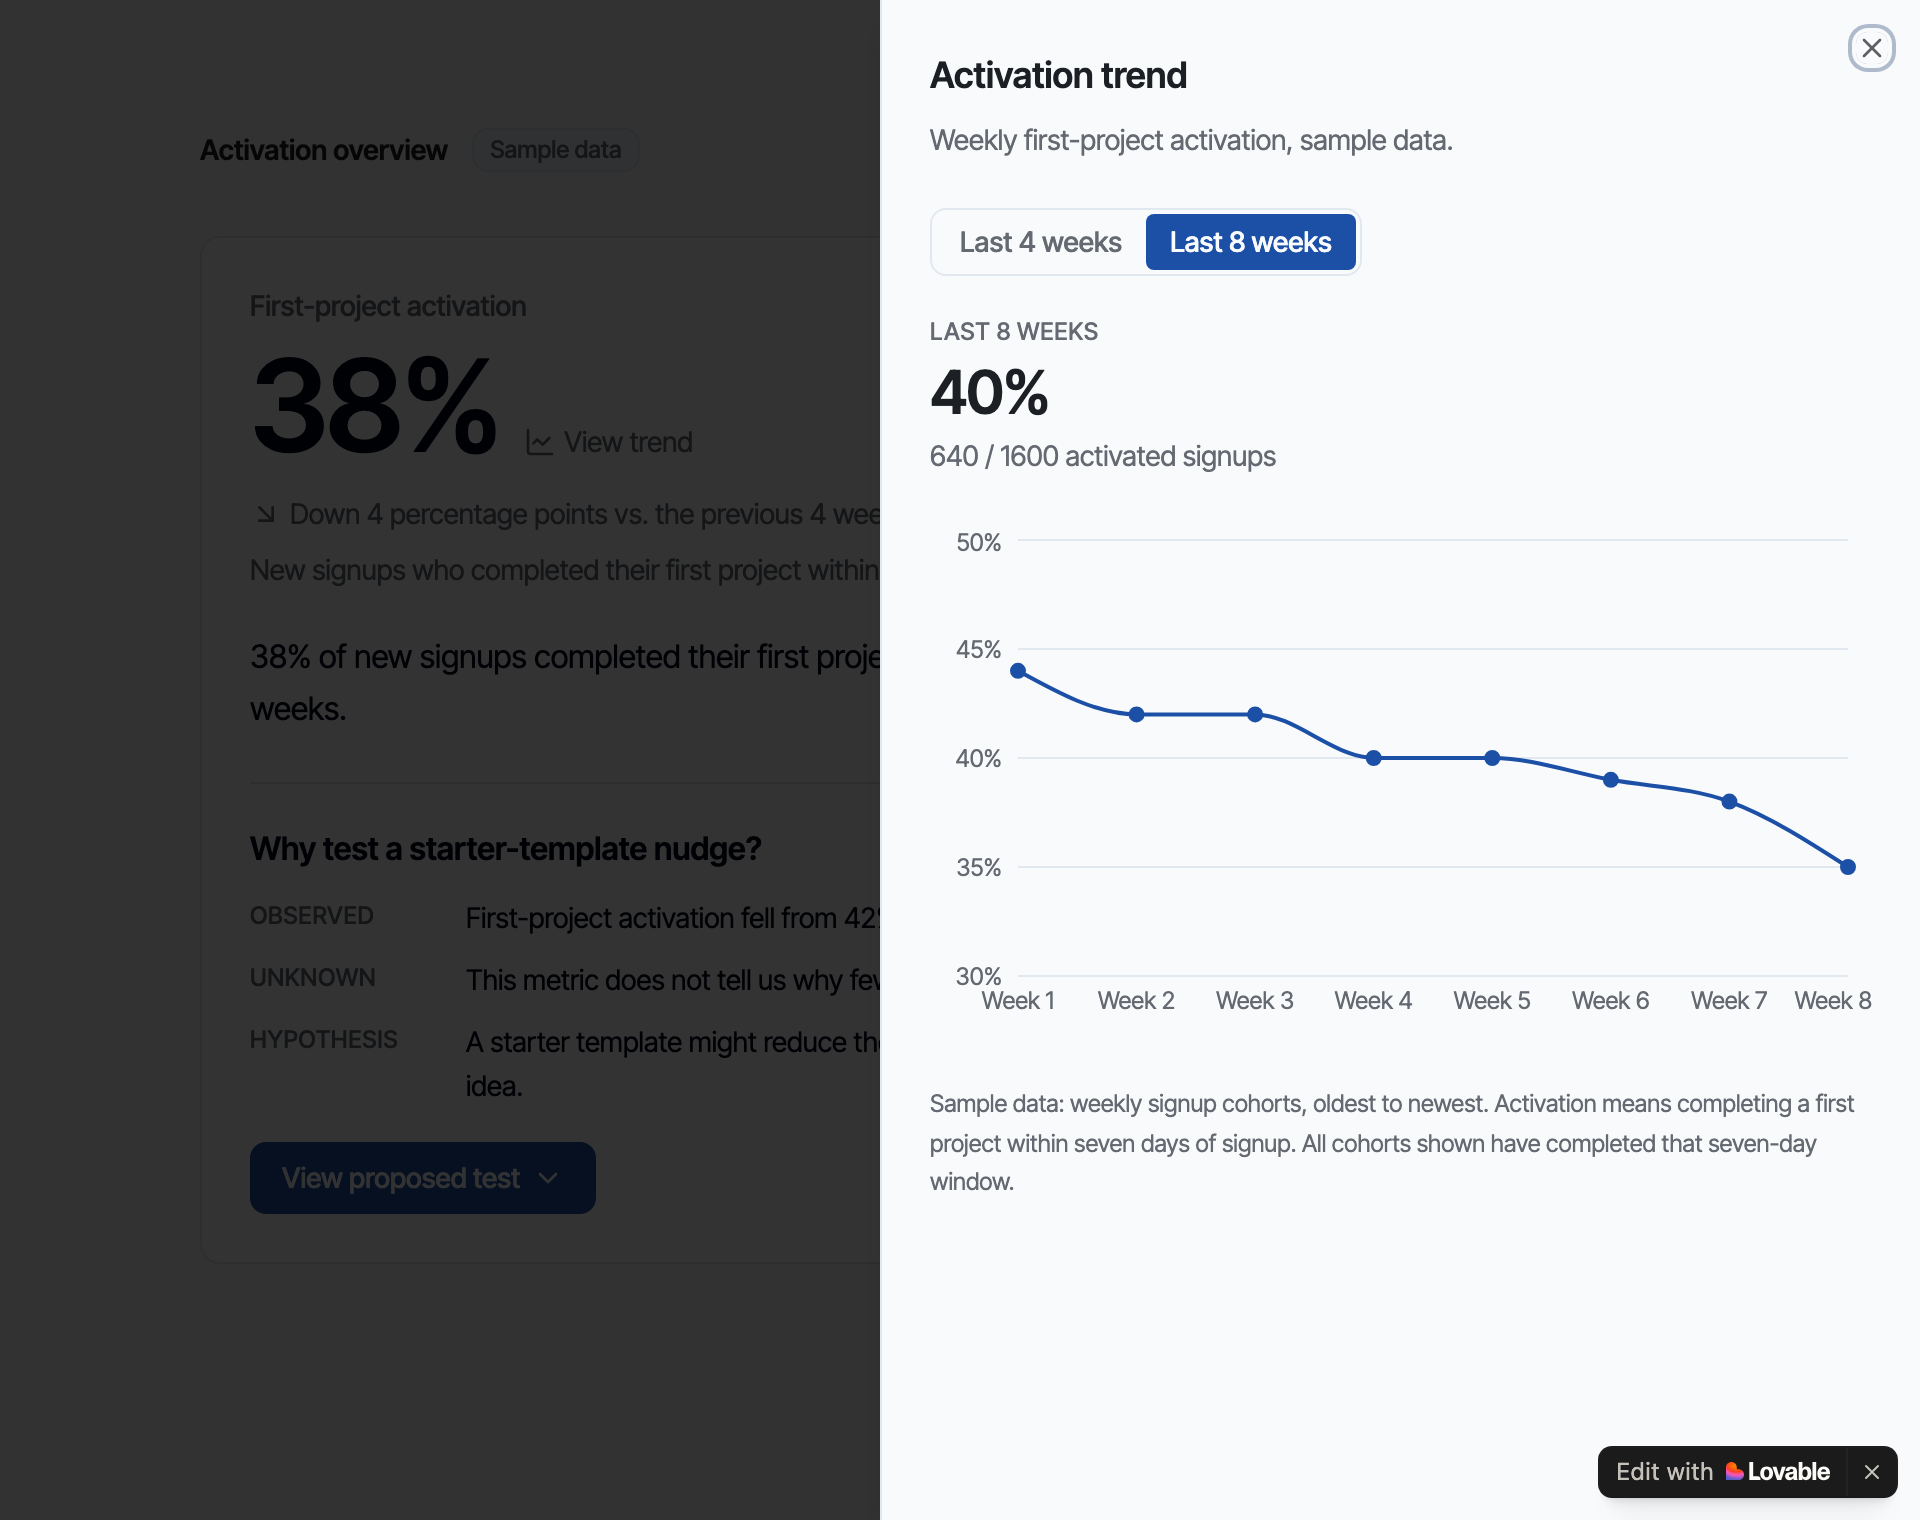 Activation overview
Sample data
First-project activation
38%
View trend
Down 4 percentage points vs. the previous 4 wee
New signups who completed their first project within
38% of new signups completed their first proje
weeks.
Why test a starter-template nudge?
OBSERVED
First-project activation fell from 42%
UNKNOWN
This metric does not tell us why few
HYPOTHESIS
A starter template might reduce the
idea.
View proposed test
Activation trend
Weekly first-project activation, sample data.
Last 4 weeks
Last 8 weeks
LAST 8 WEEKS
40%
640 / 1600 activated signups
50%
45%
40%
35%
30%
Week 1
Week 2
Week 3
Week 4
Week 5
Week 6
Week 7
Week 8
Sample data: weekly signup cohorts, oldest to newest. Activation means completing a first
project within seven days of signup. All cohorts shown have completed that seven-day
window.
Edit with Lovable